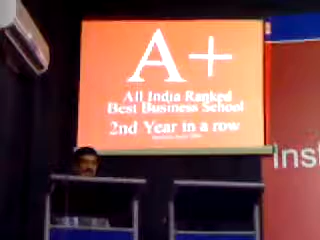 A+
All India Ranked
Best Business School
2nd Year in a row
Inst